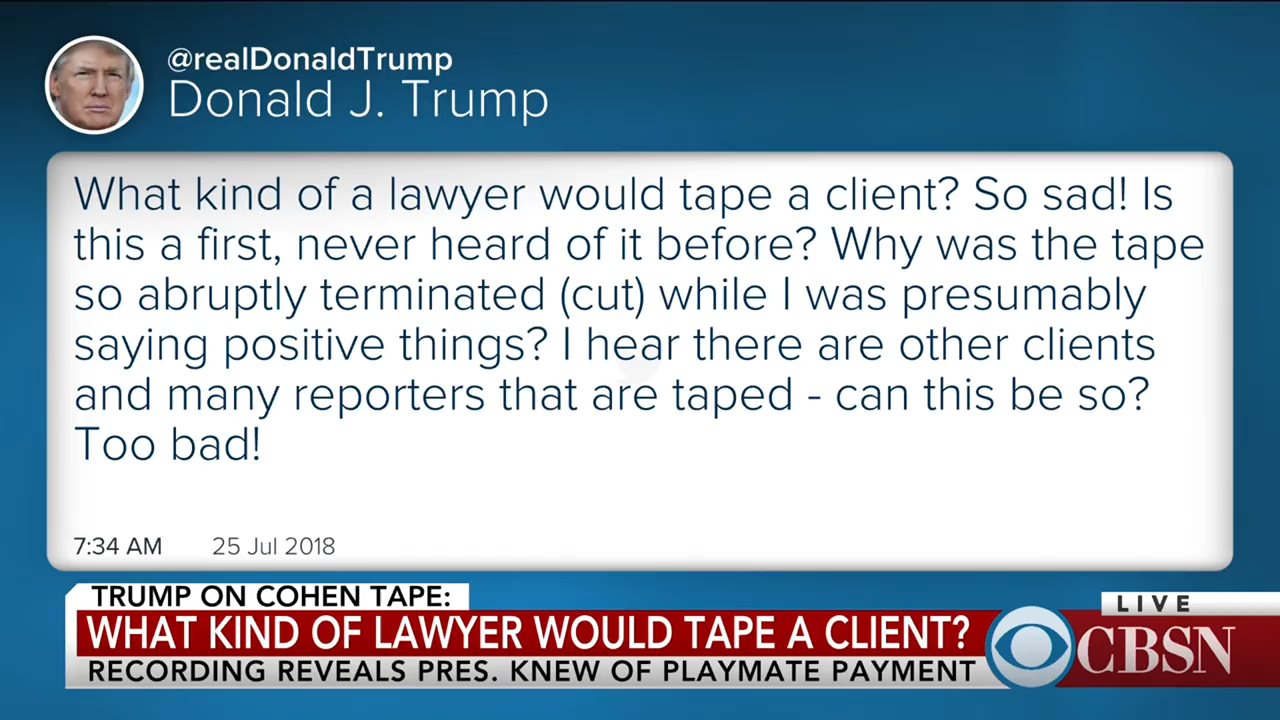 @realDonaldTrump
Donald J. Trump
What kind of a lawyer would tape a client? So sad! Is
this a first, never heard of it before? Why was the tape
so abruptly terminated (cut) while I was presumably
saying positive things? I hear there are other clients
and many reporters that are taped - can this be so?
Too bad!
7:34 AM 25 Jul 2018
TRUMP ON COHEN TAPE:
WHAT KIND OF LAWYER WOULD TAPE A CLIENT?
RECORDING REVEALS PRES. KNEW OF PLAYMATE PAYMENT
LIVE
CBSN